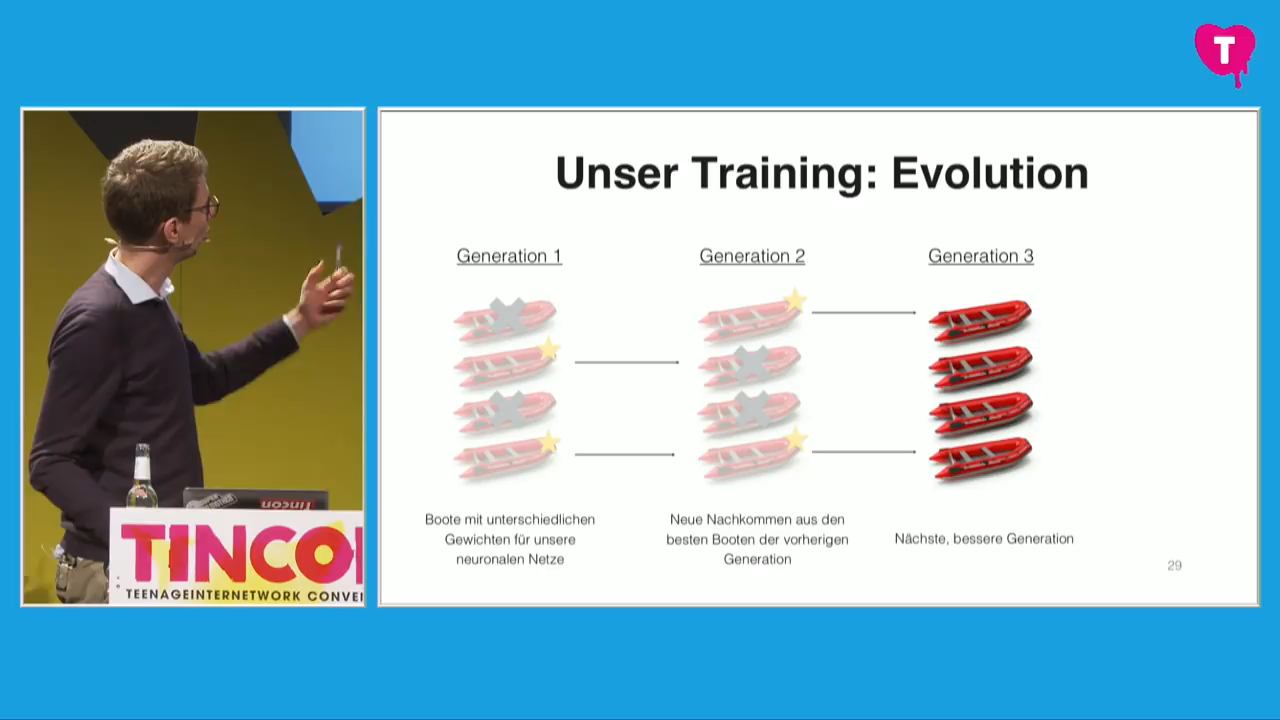 T
Unser Training: Evolution
Generation 1
Generation 2
Generation 3
Boote mit unterschiedlichen
Gewichten für unsere
neuronalen Netze
Neue Nachkommen aus den
besten Booten der vorherigen
Generation
Nächste, bessere Generation
29
Tincon
TINCO
TEENAGEINTERNETWORK CONVE